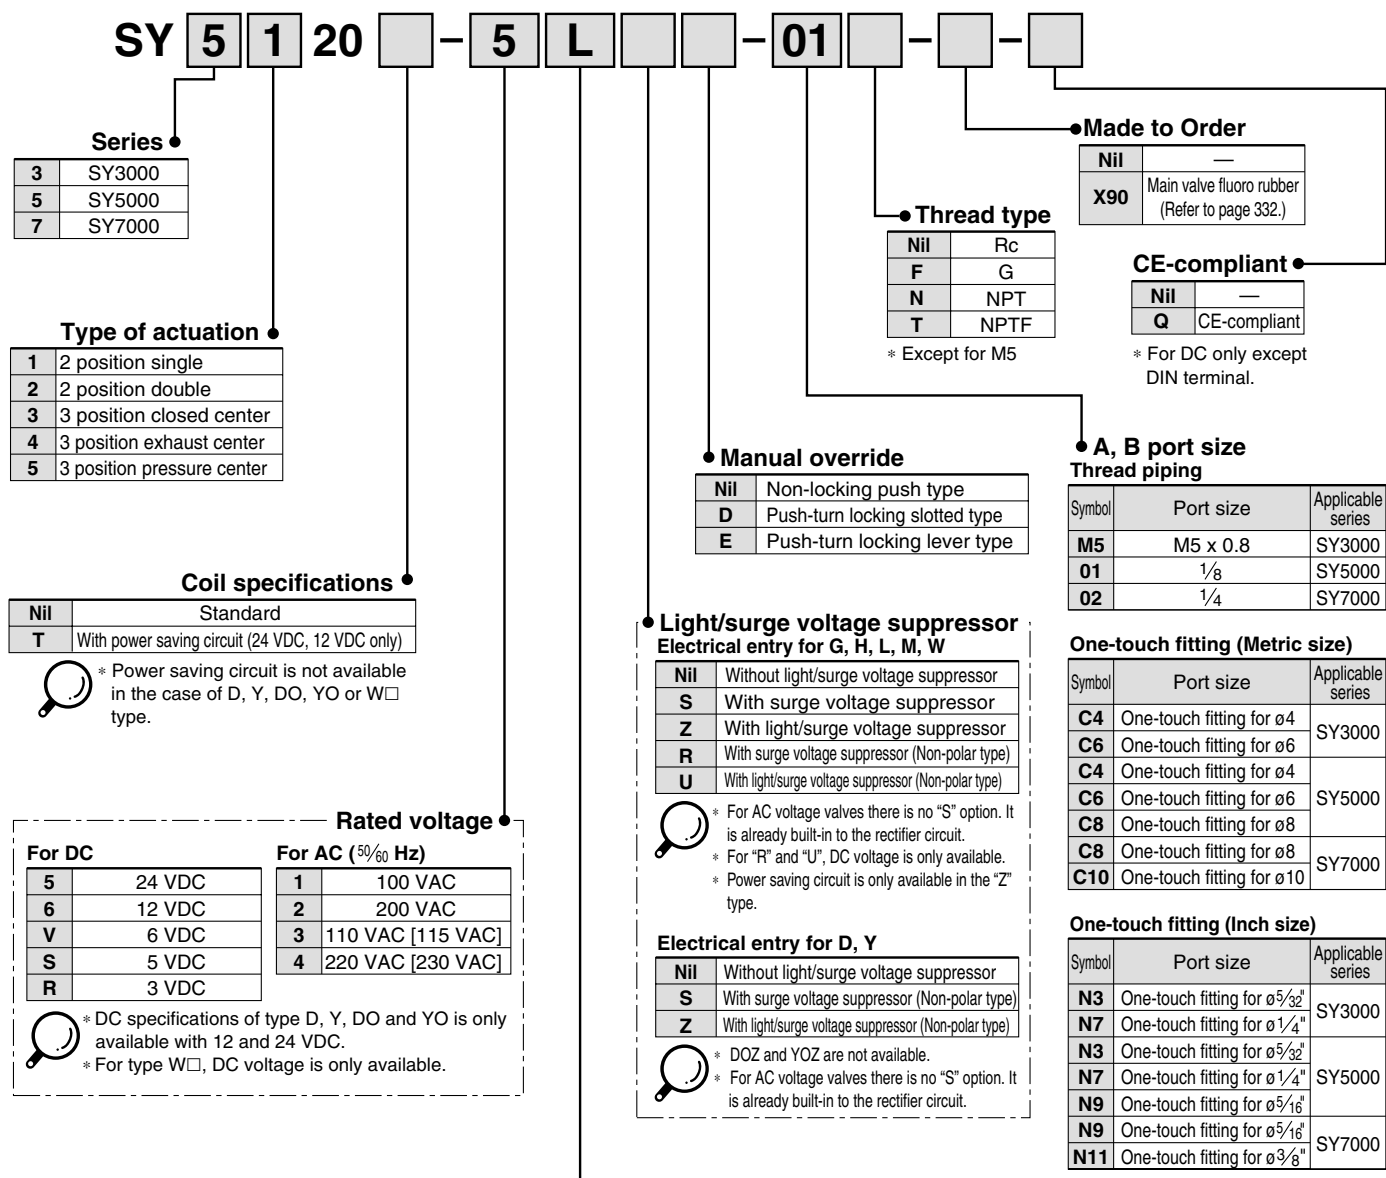 SY 5 1 20 – 5 L – 01 – –
Series
3 SY3000
5 SY5000
7 SY7000
Type of actuation
1 2 position single
2 2 position double
3 3 position closed center
4 3 position exhaust center
5 3 position pressure center
Coil specifications
Nil Standard
T With power saving circuit (24 VDC, 12 VDC only)
* Power saving circuit is not available
in the case of D, Y, DO, YO or W□
type.
Rated voltage
For DC
5 24 VDC
6 12 VDC
V 6 VDC
S 5 VDC
R 3 VDC
For AC (50/60 Hz)
1 100 VAC
2 200 VAC
3 110 VAC [115 VAC]
4 220 VAC [230 VAC]
* DC specifications of type D, Y, DO and YO is only
available with 12 and 24 VDC.
* For type W□, DC voltage is only available.
Made to Order
Nil —
X90 Main valve fluoro rubber
(Refer to page 332.)
Thread type
Nil Rc
F G
N NPT
T NPTF
* Except for M5
CE-compliant
Nil —
Q CE-compliant
* For DC only except
DIN terminal.
Manual override
Nil Non-locking push type
D Push-turn locking slotted type
E Push-turn locking lever type
Light/surge voltage suppressor
Electrical entry for G, H, L, M, W
Nil Without light/surge voltage suppressor
S With surge voltage suppressor
Z With light/surge voltage suppressor
R With surge voltage suppressor (Non-polar type)
U With light/surge voltage suppressor (Non-polar type)
* For AC voltage valves there is no “S” option. It
is already built-in to the rectifier circuit.
* For “R” and “U”, DC voltage is only available.
* Power saving circuit is only available in the “Z”
type.
Electrical entry for D, Y
Nil Without light/surge voltage suppressor
S With surge voltage suppressor (Non-polar type)
Z With light/surge voltage suppressor (Non-polar type)
* DOZ and YOZ are not available.
* For AC voltage valves there is no “S” option. It
is already built-in to the rectifier circuit.
A, B port size
Thread piping
Symbol Port size Applicable series
M5 M5 x 0.8 SY3000
01 1/8 SY5000
02 1/4 SY7000
One-touch fitting (Metric size)
Symbol Port size Applicable series
C4 One-touch fitting for ø4 SY3000
C6 One-touch fitting for ø6
C4 One-touch fitting for ø4
C6 One-touch fitting for ø6 SY5000
C8 One-touch fitting for ø8
C8 One-touch fitting for ø8 SY7000
C10 One-touch fitting for ø10
One-touch fitting (Inch size)
Symbol Port size Applicable series
N3 One-touch fitting for ø5/32" SY3000
N7 One-touch fitting for ø1/4"
N3 One-touch fitting for ø5/32"
N7 One-touch fitting for ø1/4" SY5000
N9 One-touch fitting for ø5/16"
N9 One-touch fitting for ø5/16" SY7000
N11 One-touch fitting for ø3/8"